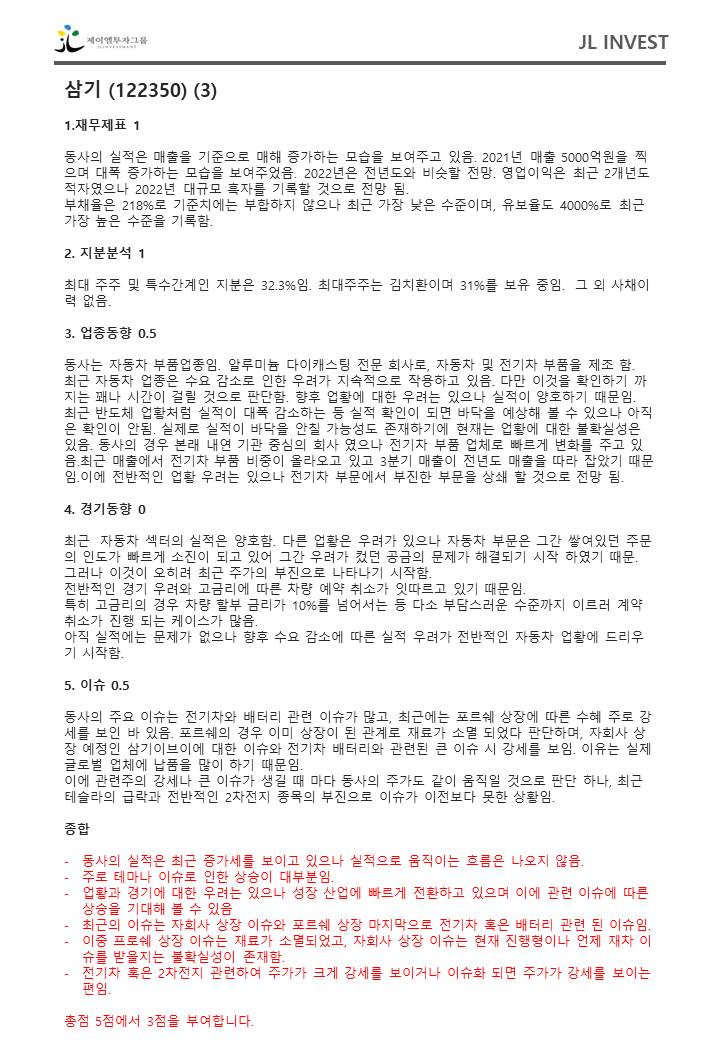 제이엘투자그룹
JL INVESTMENT
JL INVEST
삼기 (122350) (3)
1.재무제표 1
동사의 실적은 매출을 기준으로 매해 증가하는 모습을 보여주고 있음. 2021년 매출 5000억원을 찍
으며 대폭 증가하는 모습을 보여주었음. 2022년은 전년도와 비슷할 전망. 영업이익은 최근 2개년도
적자였으나 2022년 대규모 흑자를 기록할 것으로 전망 됨.
부채율은 218%로 기준치에는 부합하지 않으나 최근 가장 낮은 수준이며, 유보율도 4000%로 최근
가장 높은 수준을 기록함.
2. 지분분석 1
최대 주주 및 특수간계인 지분은 32.3%임. 최대주주는 김치환이며 31%를 보유 중임. 그 외 사채이
력 없음.
3. 업종동향 0.5
동사는 자동차 부품업종임. 알루미늄 다이캐스팅 전문 회사로, 자동차 및 전기차 부품을 제조 함.
최근 자동차 업종은 수요 감소로 인한 우려가 지속적으로 작용하고 있음. 다만 이것을 확인하기 까
지는 꽤나 시간이 걸릴 것으로 판단함. 향후 업황에 대한 우려는 있으나 실적이 양호하기 때문임.
최근 반도체 업황처럼 실적이 대폭 감소하는 등 실적 확인이 되면 바닥을 예상해 볼 수 있으나 아직
은 확인이 안됨. 실제로 실적이 바닥을 안칠 가능성도 존재하기에 현재는 업황에 대한 불확실성은
있음. 동사의 경우 본래 내연 기관 중심의 회사 였으나 전기차 부품 업체로 빠르게 변화를 주고 있
음.최근 매출에서 전기차 부품 비중이 올라오고 있고 3분기 매출이 전년도 매출을 따라 잡았기 때문
임.이에 전반적인 업황 우려는 있으나 전기차 부문에서 부진한 부문을 상쇄 할 것으로 전망 됨.
4. 경기동향 0
최근 자동차 섹터의 실적은 양호함. 다른 업황은 우려가 있으나 자동차 부문은 그간 쌓여있던 주문
의 인도가 빠르게 소진이 되고 있어 그간 우려가 컸던 공금의 문제가 해결되기 시작 하였기 때문.
그러나 이것이 오히려 최근 주가의 부진으로 나타나기 시작함.
전반적인 경기 우려와 고금리에 따른 차량 예약 취소가 잇따르고 있기 때문임.
특히 고금리의 경우 차량 할부 금리가 10%를 넘어서는 등 다소 부담스러운 수준까지 이르러 계약
취소가 진행 되는 케이스가 많음.
아직 실적에는 문제가 없으나 향후 수요 감소에 따른 실적 우려가 전반적인 자동차 업황에 드리우
기 시작함.
5. 이슈 0.5
동사의 주요 이슈는 전기차와 배터리 관련 이슈가 많고, 최근에는 포르쉐 상장에 따른 수혜 주로 강
세를 보인 바 있음. 포르쉐의 경우 이미 상장이 된 관계로 재료가 소멸 되었다 판단하며, 자회사 상
장 예정인 삼기이브이에 대한 이슈와 전기차 배터리와 관련된 큰 이슈 시 강세를 보임. 이유는 실제
글로벌 업체에 납품을 많이 하기 때문임.
이에 관련주의 강세나 큰 이슈가 생길 때 마다 동사의 주가도 같이 움직일 것으로 판단 하나, 최근
테슬라의 급락과 전반적인 2차전지 종목의 부진으로 이슈가 이전보다 못한 상황임.
종합
- 동사의 실적은 최근 증가세를 보이고 있으나 실적으로 움직이는 흐름은 나오지 않음.
- 주로 테마나 이슈로 인한 상승이 대부분임.
- 업황과 경기에 대한 우려는 있으나 성장 산업에 빠르게 전환하고 있으며 이에 관련 이슈에 따른
상승을 기대해 볼 수 있음
- 최근의 이슈는 자회사 상장 이슈와 포르쉐 상장 마지막으로 전기차 혹은 배터리 관련 된 이슈임.
- 이중 프로쉐 상장 이슈는 재료가 소멸되었고, 자회사 상장 이슈는 현재 진행형이나 언제 재차 이
슈를 받을지는 불확실성이 존재함.
- 전기차 혹은 2차전지 관련하여 주가가 크게 강세를 보이거나 이슈화 되면 주가가 강세를 보이는
편임.
총점 5점에서 3점을 부여합니다.